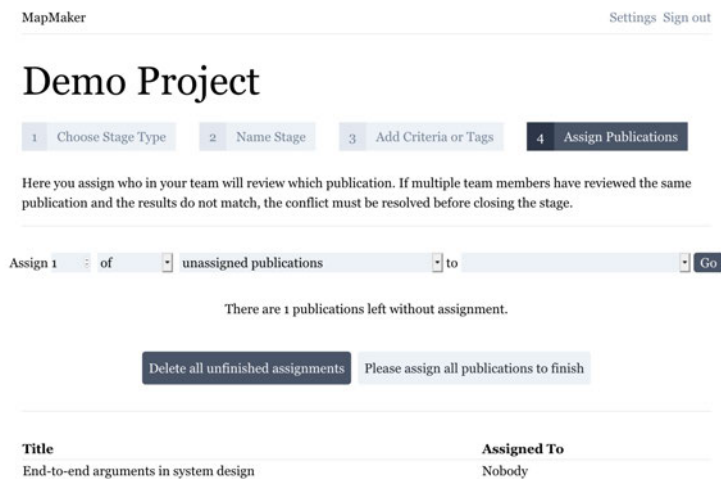 MapMaker Settings Sign out
Demo Project
1 Choose Stage Type 2 Name Stage 3 Add Criteria or Tags 4 Assign Publications
Here you assign who in your team will review which publication. If multiple team members have reviewed the same
publication and the results do not match, the conflict must be resolved before closing the stage.
Assign 1 of unassigned publications to Go
There are 1 publications left without assignment.
Delete all unfinished assignments Please assign all publications to finish
Title Assigned To
End-to-end arguments in system design Nobody